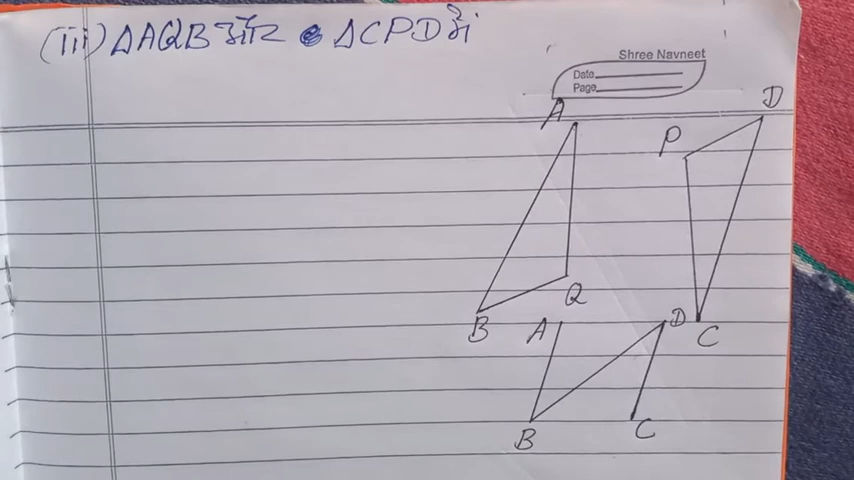 (iii) ΔAQB और ΔCPD में
Shree Navneet
Date
Page
A
D
P
Q
B
A
D
C
B
C